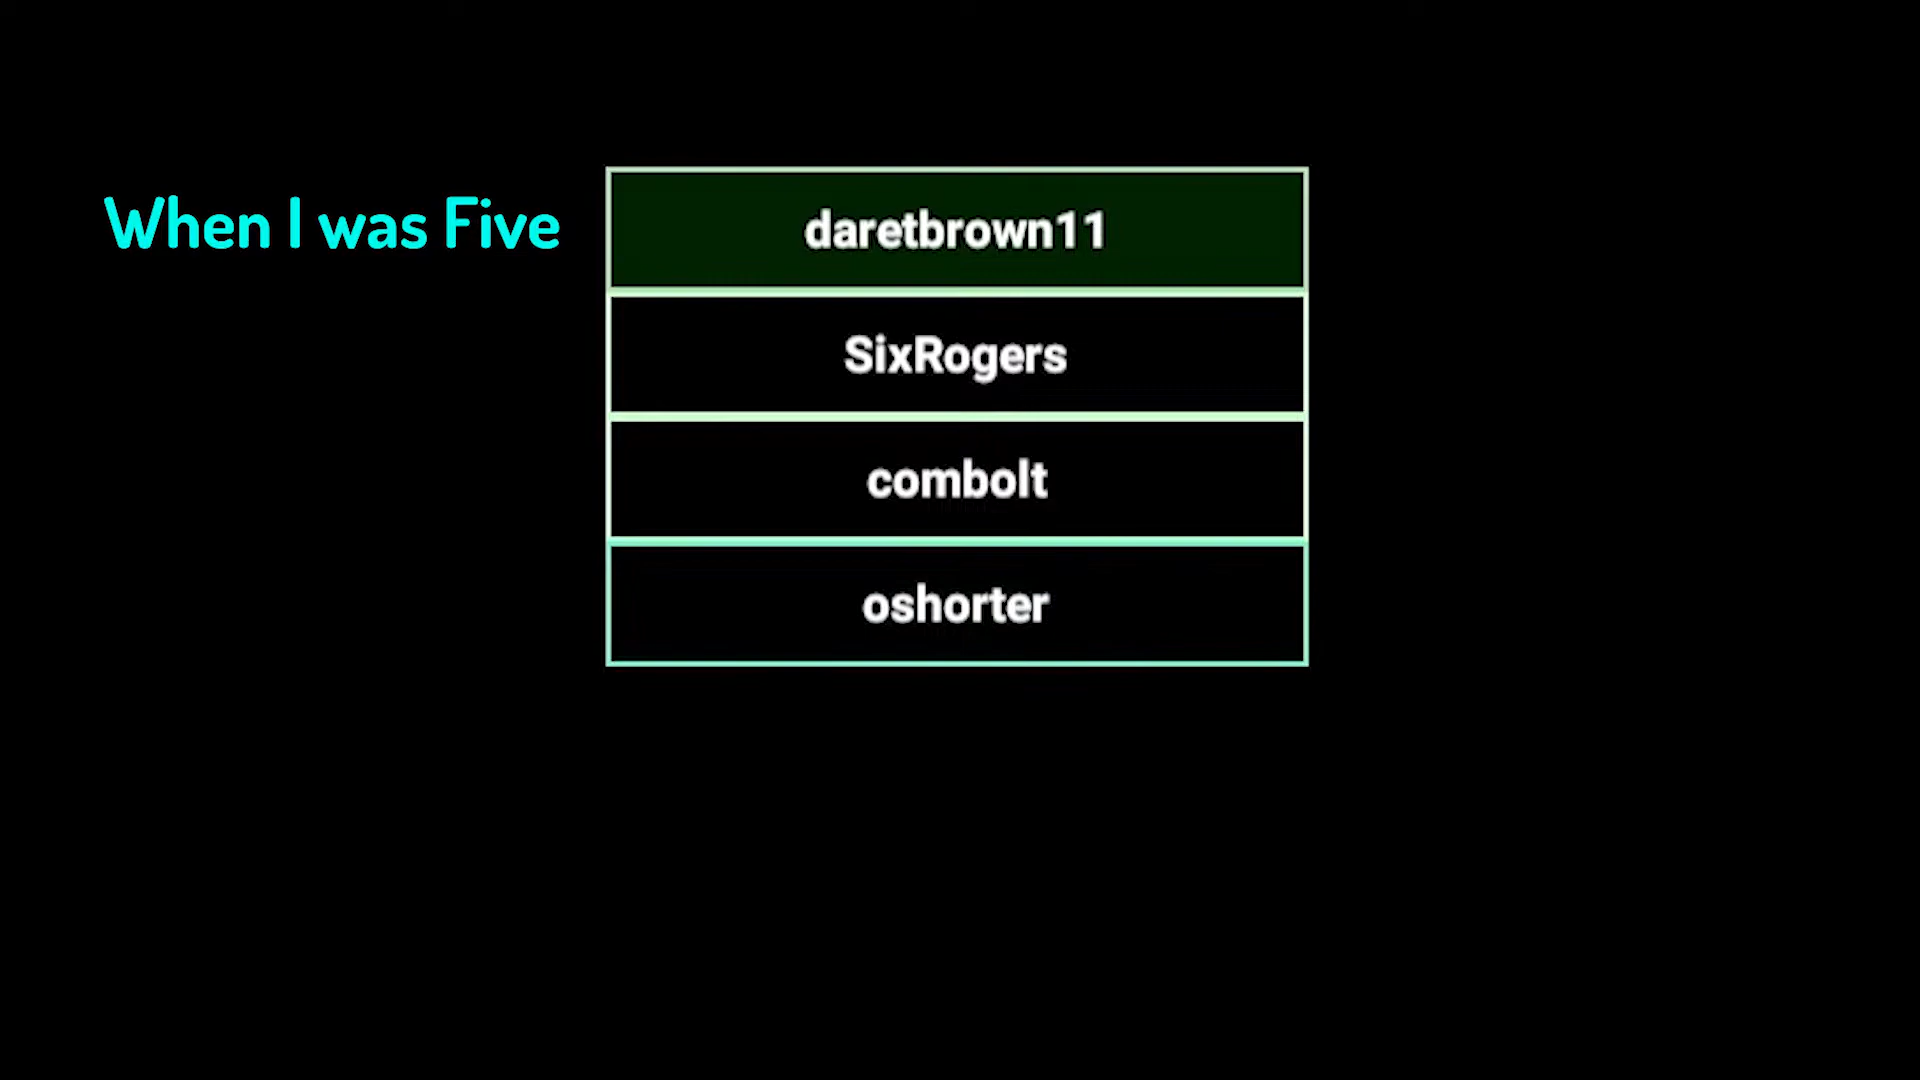 When I was Five
daretbrown11
SixRogers
combolt
oshorter